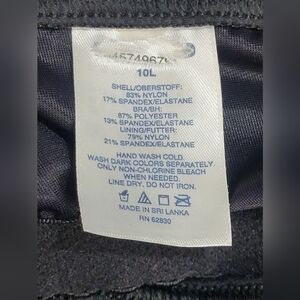 10L
SHELL/OBERSTOFF:
83% NYLON
17% SPANDEX/ELASTANE
BRA/BH:
87% POLYESTER
13% SPANDEX/ELASTANE
LINING/FUTTER:
79% NYLON
21% SPANDEX/ELASTANE
HAND WASH COLD.
WASH DARK COLORS SEPARATELY.
ONLY NON-CHLORINE BLEACH
WHEN NEEDED.
LINE DRY. DO NOT IRON.
MADE IN SRI LANKA
RN 62830